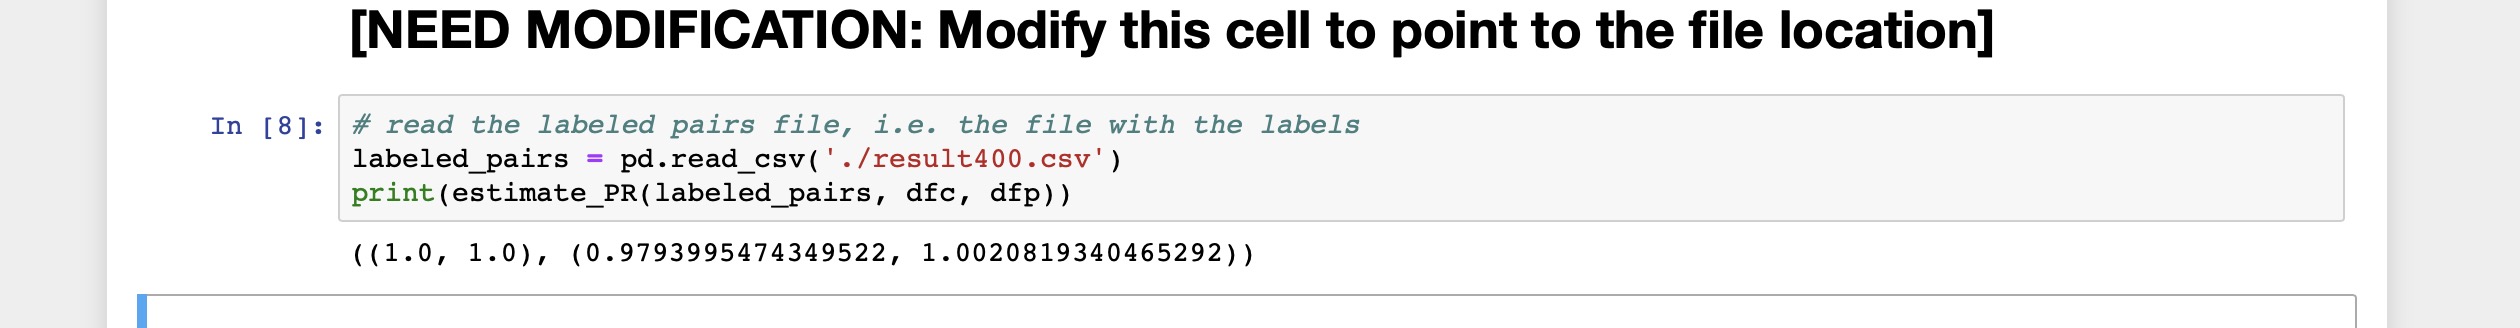 [NEED MODIFICATION: Modify this cell to point to the file location]
In [8]:
# read the labeled pairs file, i.e. the file with the labels
labeled_pairs = pd.read_csv('./result400.csv')
print(estimate_PR(labeled_pairs, dfc, dfp))
((1.0, 1.0), (0.9793995474349522, 1.0020819340465292))